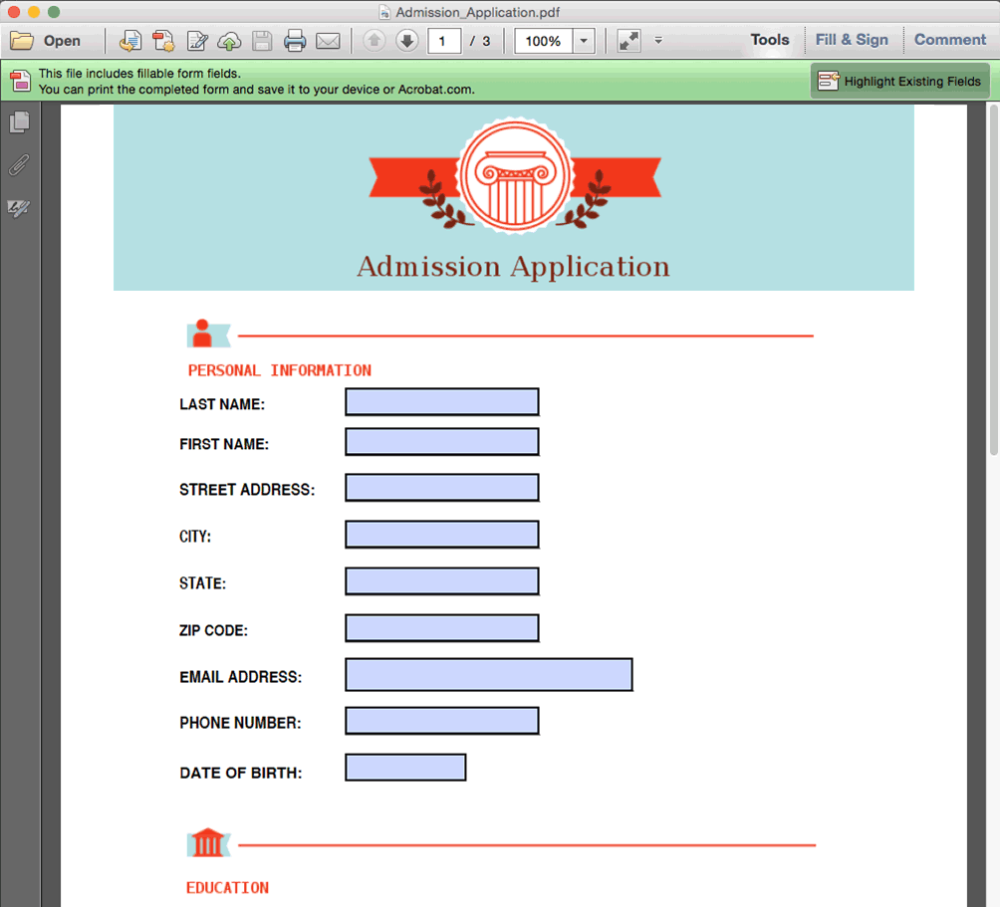 Admission_Application.pdf
Open
1 / 3
100%
Tools
Fill & Sign
Comment
This file includes fillable form fields.
You can print the completed form and save it to your device or Acrobat.com.
Highlight Existing Fields
Admission Application
PERSONAL INFORMATION
LAST NAME:
FIRST NAME:
STREET ADDRESS:
CITY:
STATE:
ZIP CODE:
EMAIL ADDRESS:
PHONE NUMBER:
DATE OF BIRTH:
EDUCATION